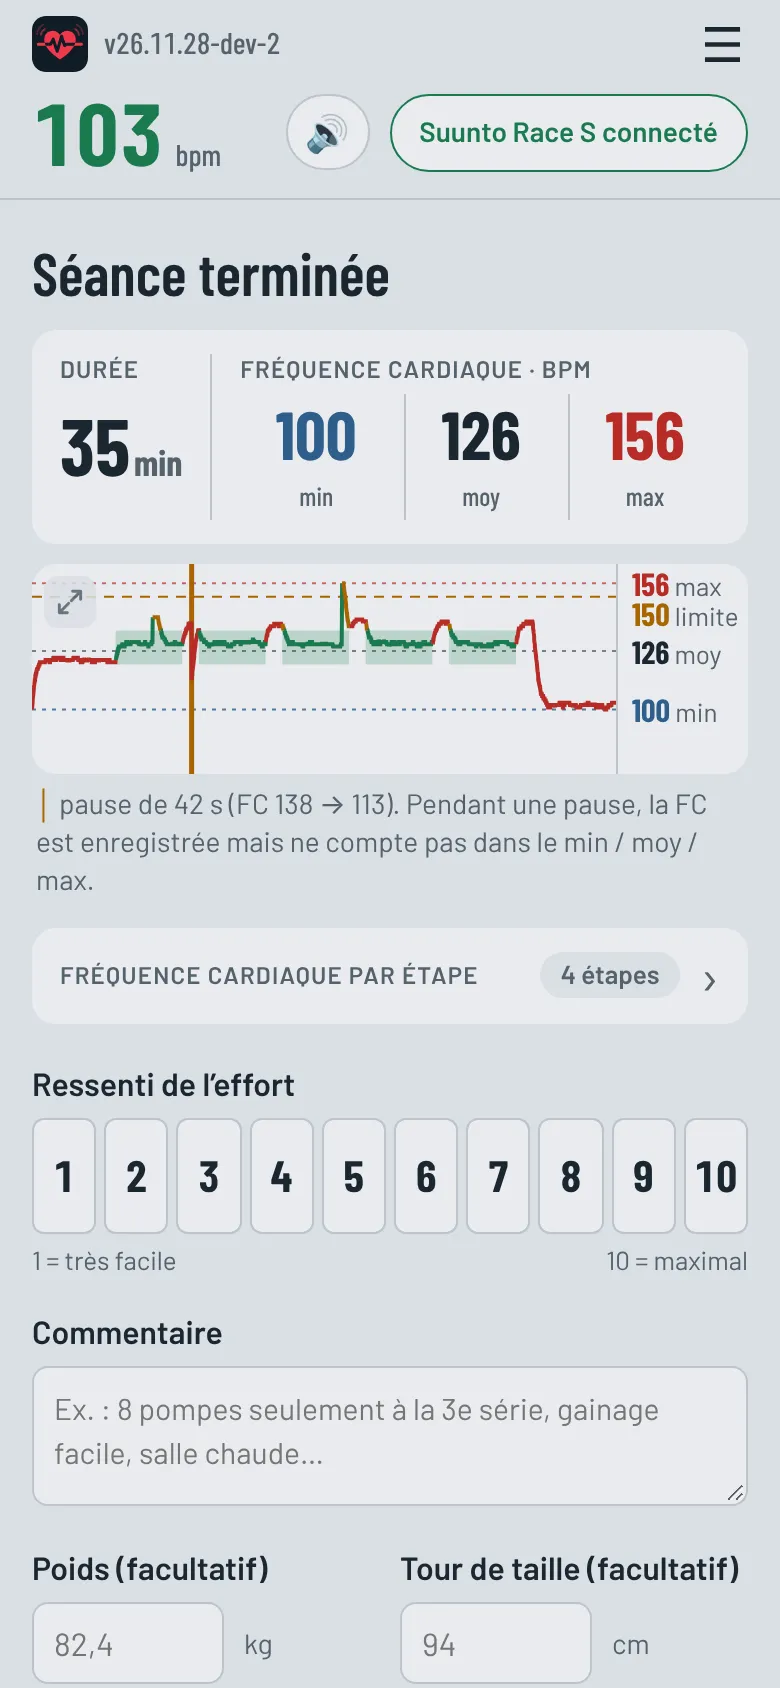 v26.11.28-dev-2
103 bpm
Suunto Race S connecté
Séance terminée
DURÉE
35 min
FRÉQUENCE CARDIAQUE · BPM
100
min
126
moy
156
max
156 max
150 limite
126 moy
100 min
pause de 42 s (FC 138 → 113). Pendant une pause, la FC
est enregistrée mais ne compte pas dans le min / moy /
max.
FRÉQUENCE CARDIAQUE PAR ÉTAPE
4 étapes
Ressenti de l’effort
1 2 3 4 5 6 7 8 9 10
1 = très facile
10 = maximal
Commentaire
Ex. : 8 pompes seulement à la 3e série, gainage
facile, salle chaude…
Poids (facultatif)
82,4 kg
Tour de taille (facultatif)
94 cm